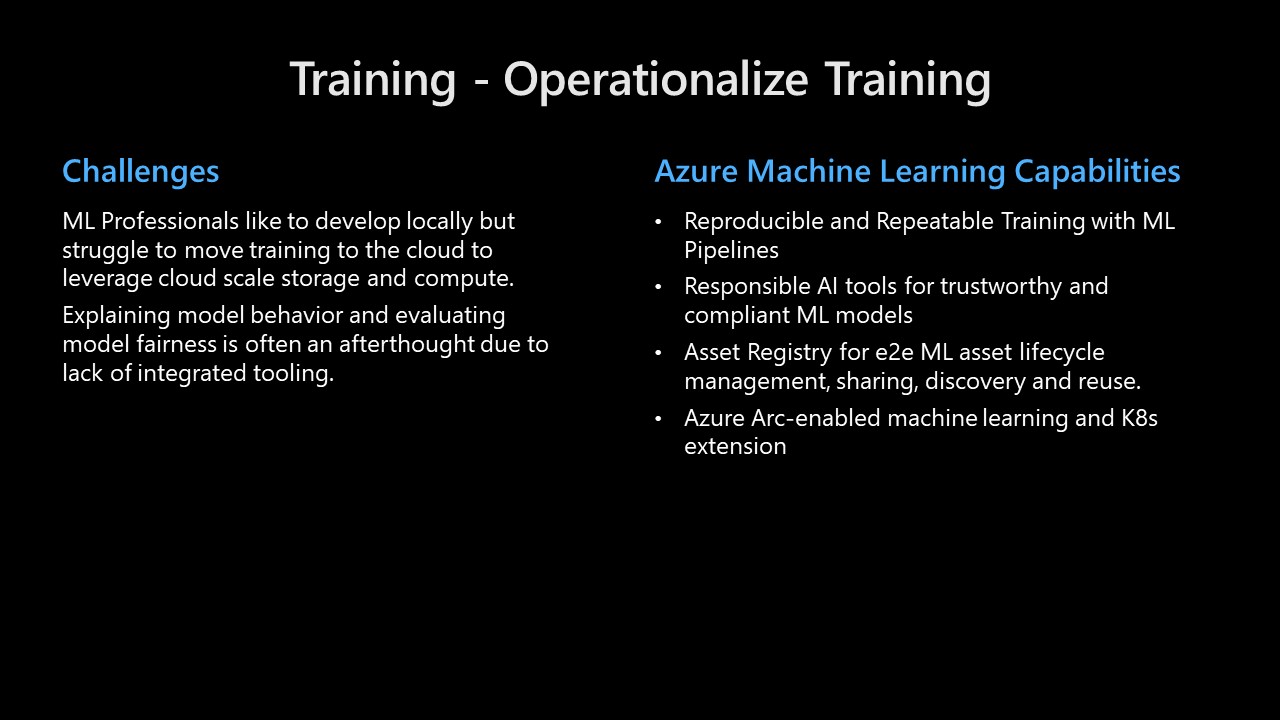 Training - Operationalize Training
Challenges
ML Professionals like to develop locally but
struggle to move training to the cloud to
leverage cloud scale storage and compute.
Explaining model behavior and evaluating
model fairness is often an afterthought due to
lack of integrated tooling.
Azure Machine Learning Capabilities
• Reproducible and Repeatable Training with ML
Pipelines
• Responsible AI tools for trustworthy and
compliant ML models
• Asset Registry for e2e ML asset lifecycle
management, sharing, discovery and reuse.
• Azure Arc-enabled machine learning and K8s
extension